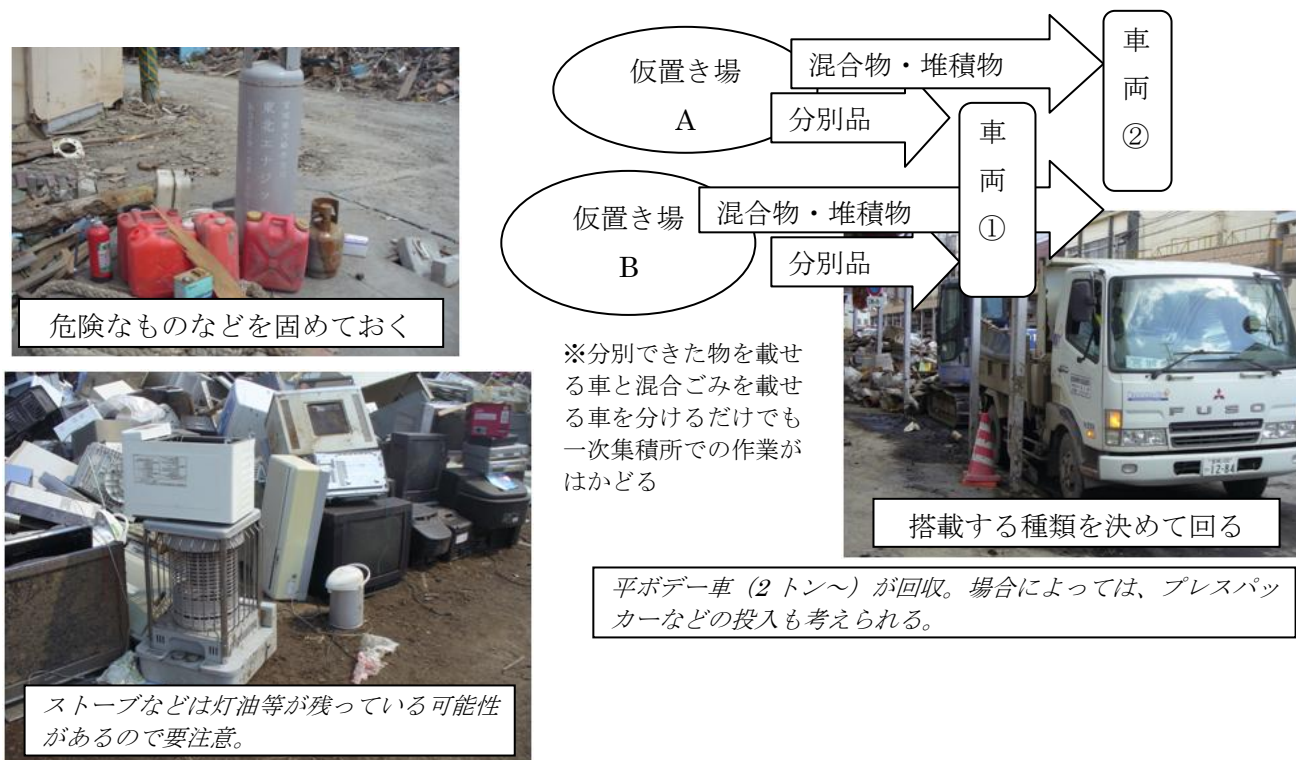 仮置き場
A
混合物・堆積物
分別品
車両②
仮置き場
B
混合物・堆積物
分別品
車両①
東北エナジー
危険なものなどを固めておく
※分別できた物を載せ
る車と混合ごみを載せ
る車を分けるだけでも
一次集積所での作業が
はかどる
FUSO
12-84
搭載する種類を決めて回る
平ボデー車（2 トン～）が回収。場合によっては、プレスパッ
カーなどの投入も考えられる。
ストーブなどは灯油等が残っている可能性
があるので要注意。